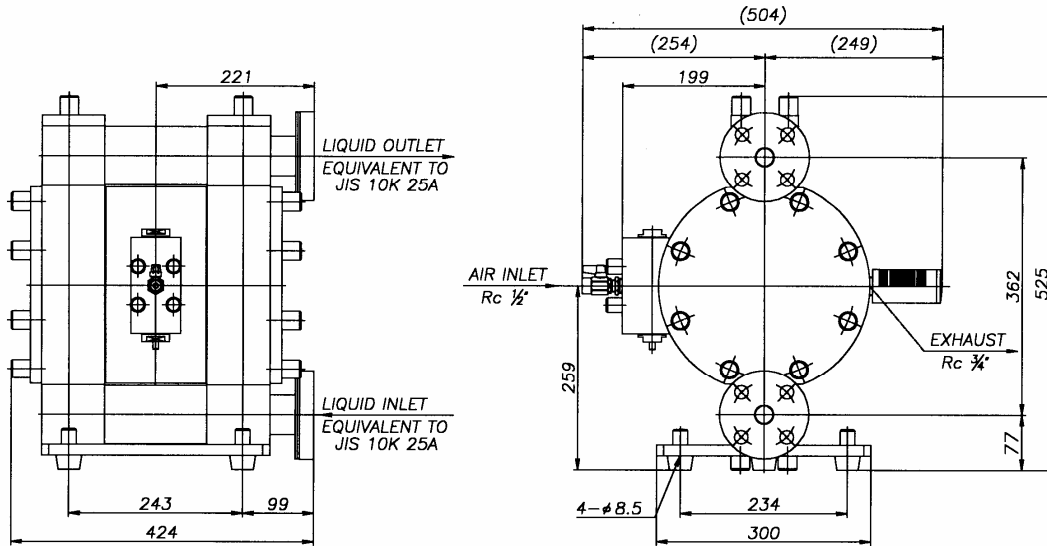 221
LIQUID OUTLET
EQUIVALENT TO
JIS 10K 25A
LIQUID INLET
EQUIVALENT TO
JIS 10K 25A
243
99
424
(504)
(254)
(249)
199
AIR INLET
Rc ½"
259
EXHAUST
Rc ¾"
362
525
77
4-ϕ8.5
234
300